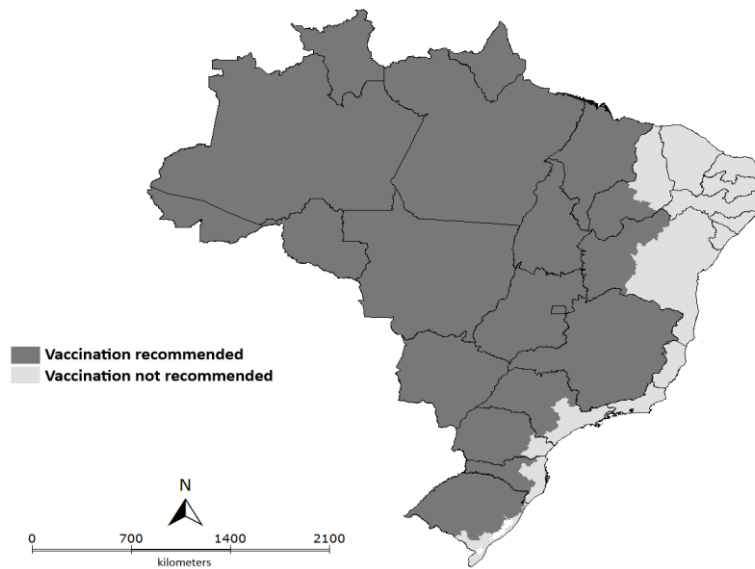 Vaccination recommended
Vaccination not recommended
N
0 700 1400 2100
kilometers